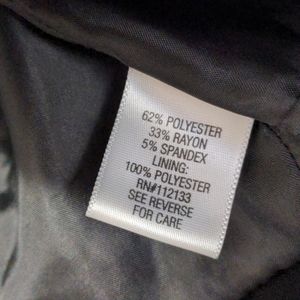 62% POLYESTER
33% RAYON
5% SPANDEX
LINING:
100% POLYESTER
RN#112133
SEE REVERSE
FOR CARE